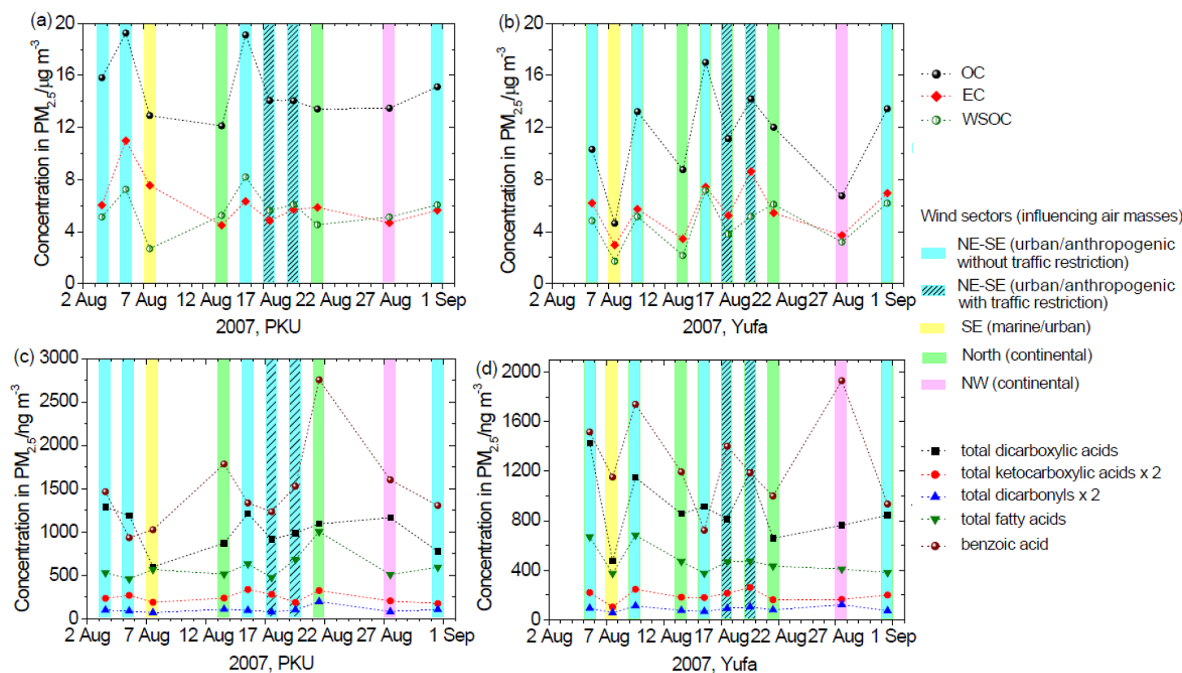 (a)
Concentration in PM2.5/μg m-3
20
16
12
8
4
0
2 Aug 7 Aug 12 Aug 17 Aug 22 Aug 27 Aug 1 Sep
2007, PKU
(b)
Concentration in PM2.5/μg m-3
20
16
12
8
4
0
2 Aug 7 Aug 12 Aug 17 Aug 22 Aug 27 Aug 1 Sep
2007, Yufa
OC
EC
WSOC
Wind sectors (influencing air masses)
NE-SE (urban/anthropogenic
without traffic restriction)
NE-SE (urban/anthropogenic
with traffic restriction)
SE (marine/urban)
North (continental)
NW (continental)
(c)
Concentration in PM2.5/ng m-3
3000
2500
2000
1500
1000
500
0
2 Aug 7 Aug 12 Aug 17 Aug 22 Aug 27 Aug 1 Sep
2007, PKU
(d)
Concentration in PM2.5/ng m-3
2000
1600
1200
800
400
0
2 Aug 7 Aug 12 Aug 17 Aug 22 Aug 27 Aug 1 Sep
2007, Yufa
total dicarboxylic acids
total ketocarboxylic acids x 2
total dicarbonyls x 2
total fatty acids
benzoic acid